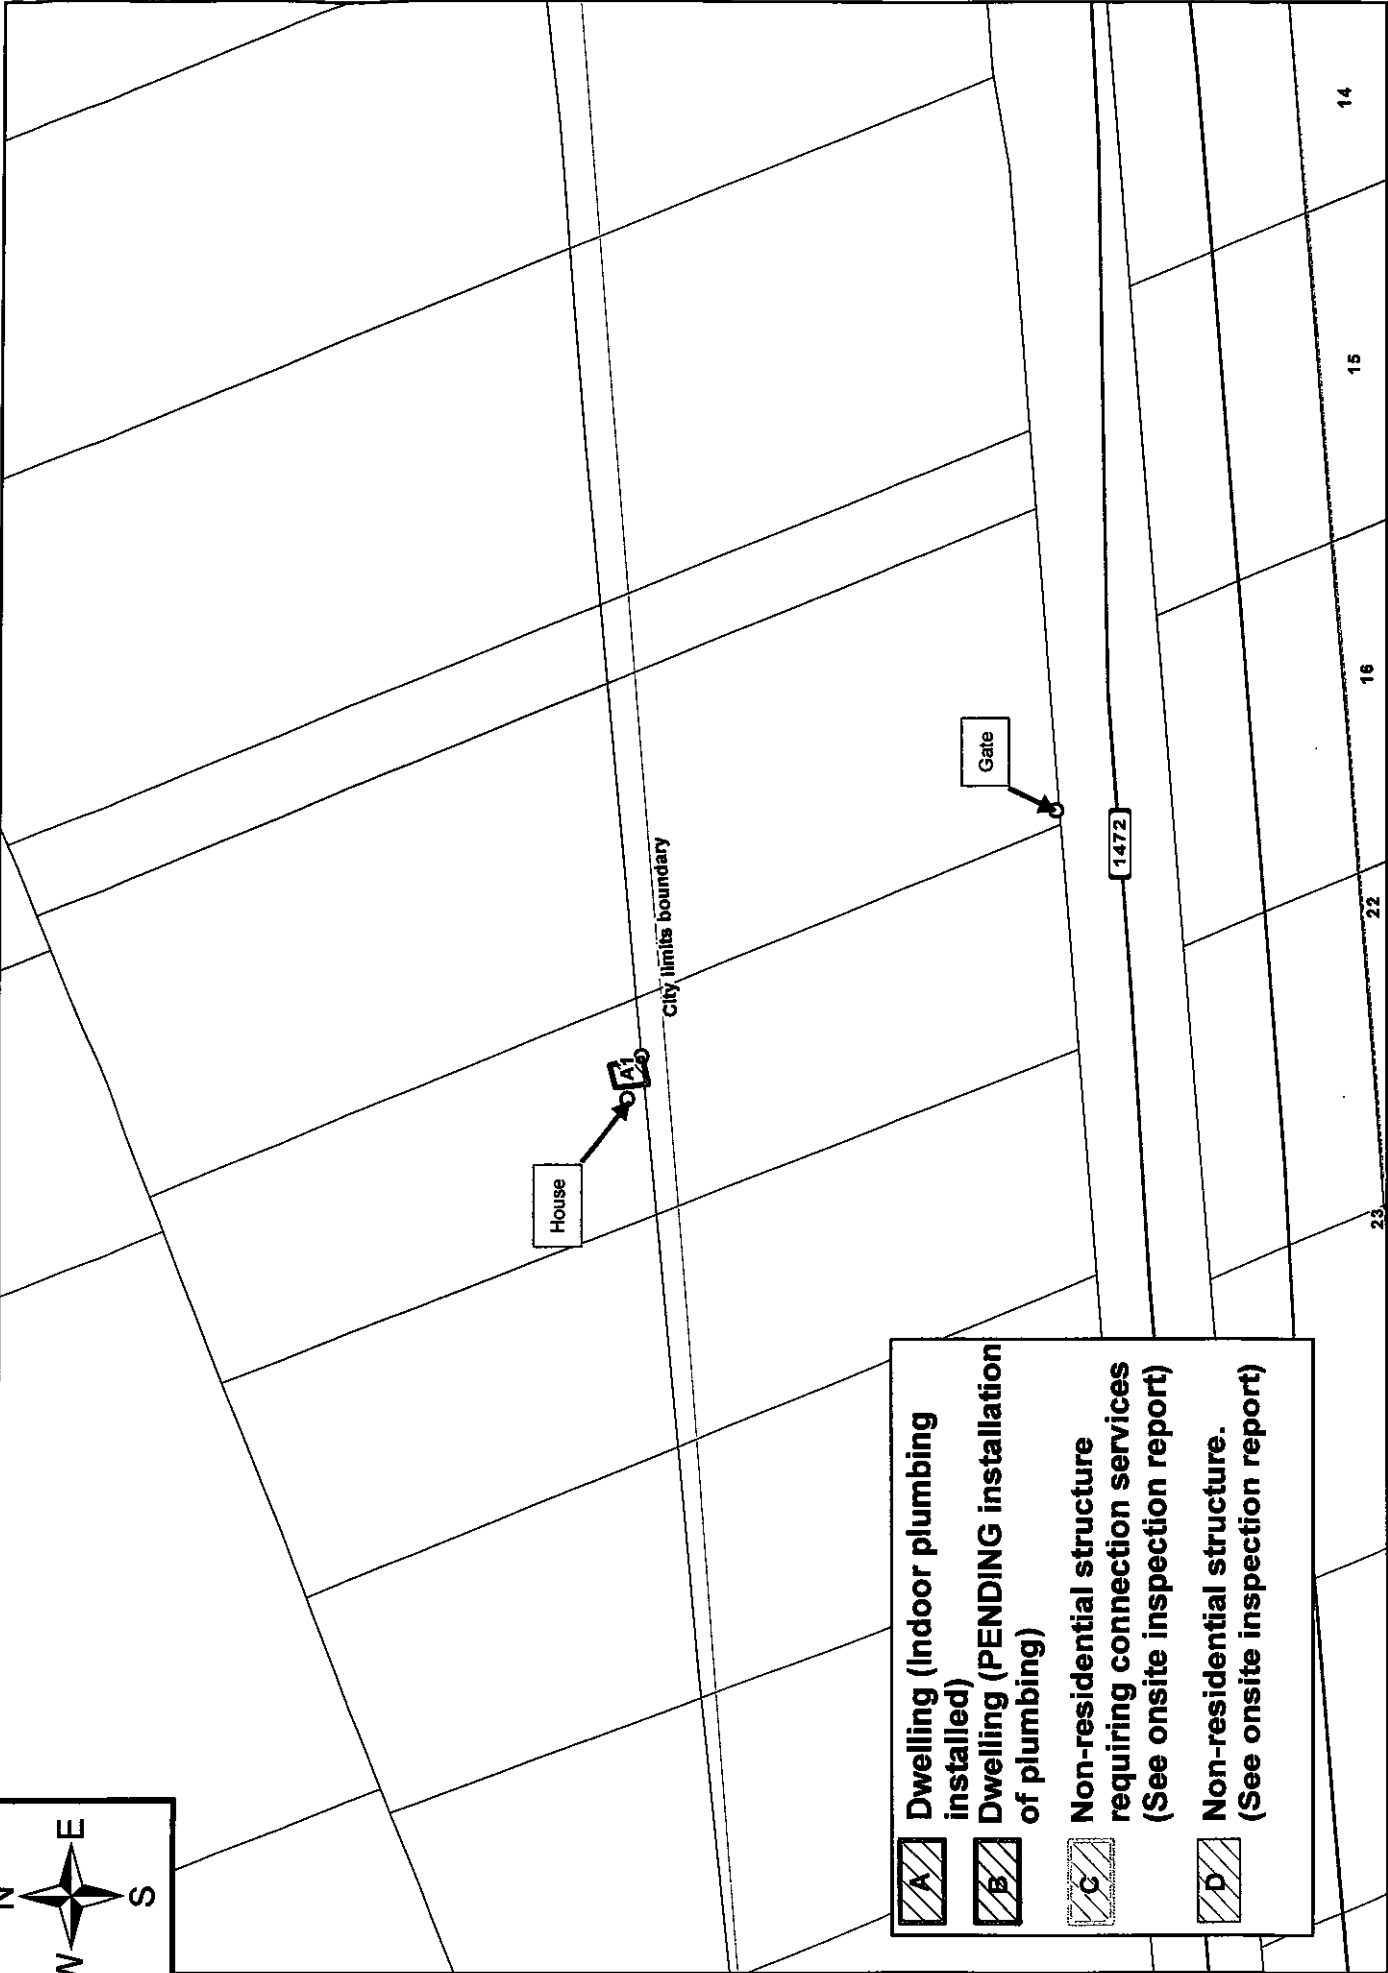 N
W
E
S
House
A1
City limits boundary
Gate
1472
14
15
16
22
23
A
Dwelling (Indoor plumbing
installed)
B
Dwelling (PENDING installation
of plumbing)
C
Non-residential structure
requiring connection services
(See onsite inspection report)
D
Non-residential structure.
(See onsite inspection report)